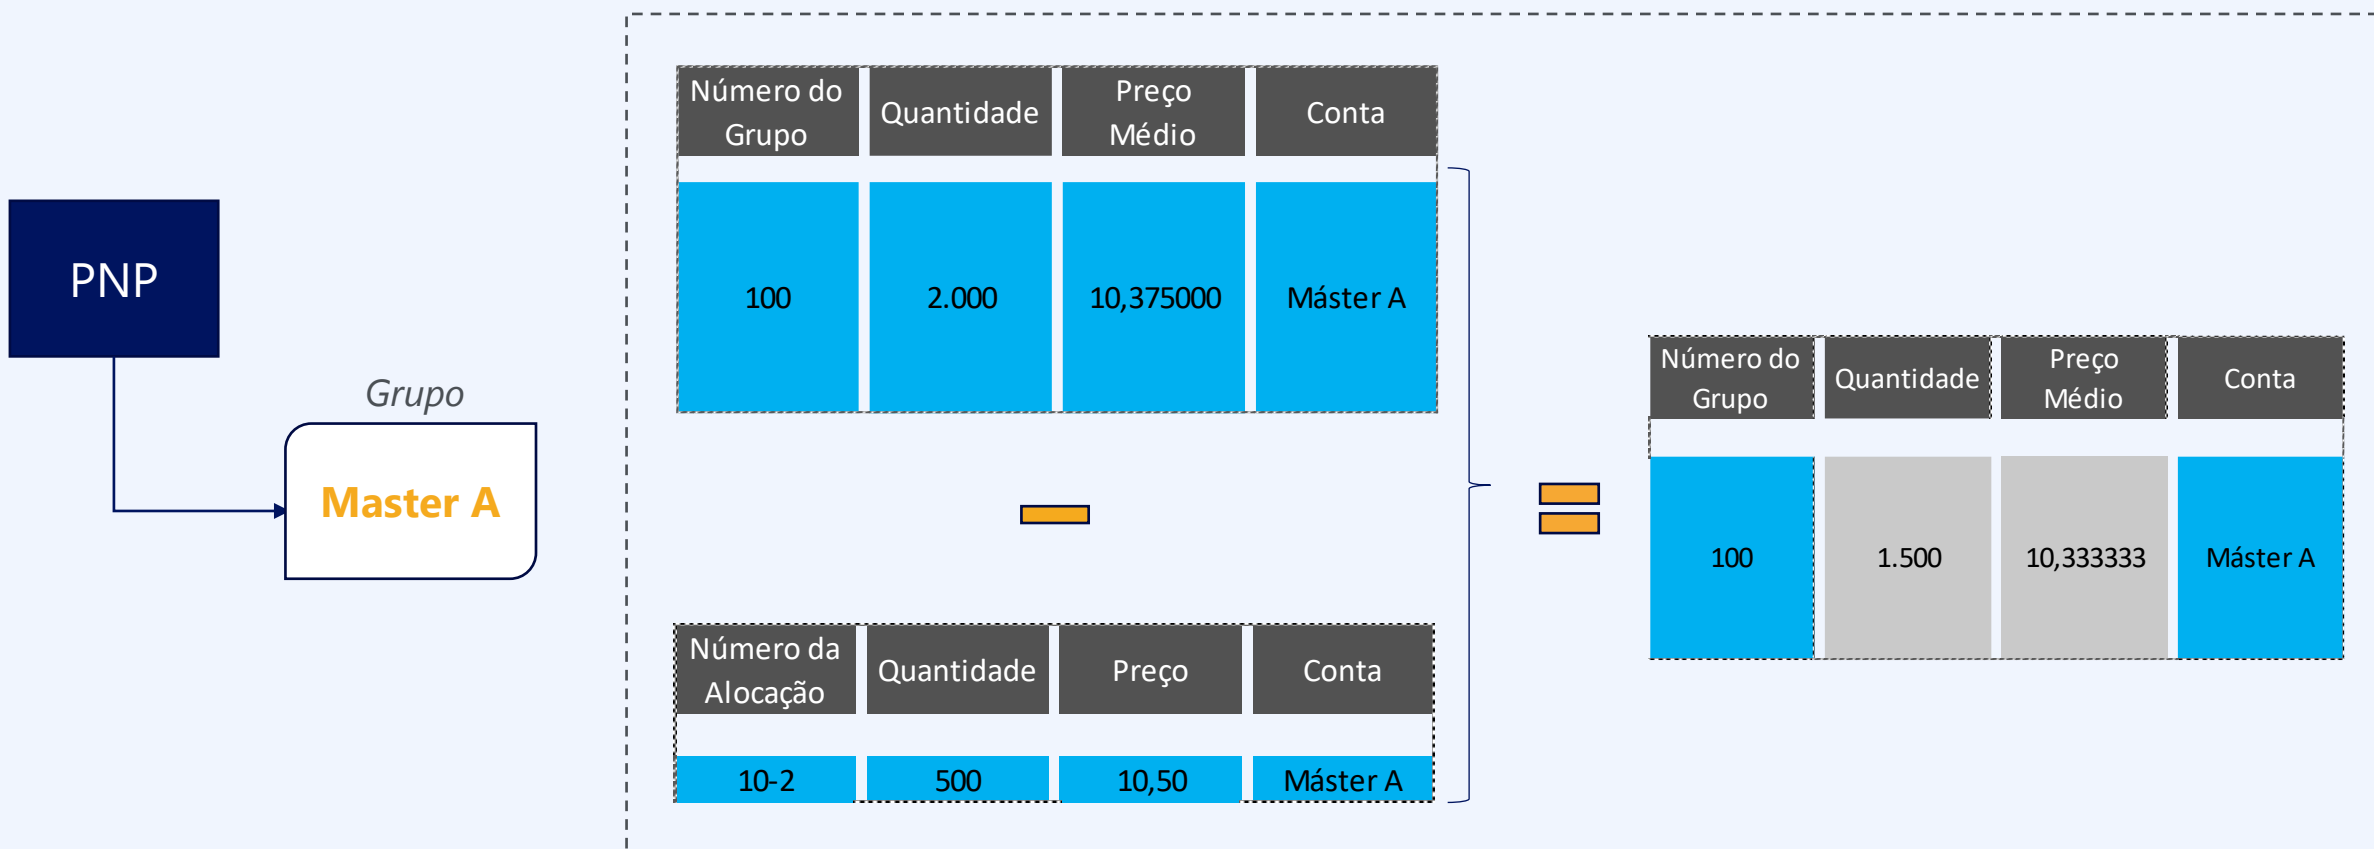 PNP
Grupo
Master A
Número do
Grupo
Quantidade
Preço
Médio
Conta
100
2.000
10,375000
Máster A
Número da
Alocação
Quantidade
Preço
Conta
10-2
500
10,50
Máster A
Número do
Grupo
Quantidade
Preço
Médio
Conta
100
1.500
10,333333
Máster A